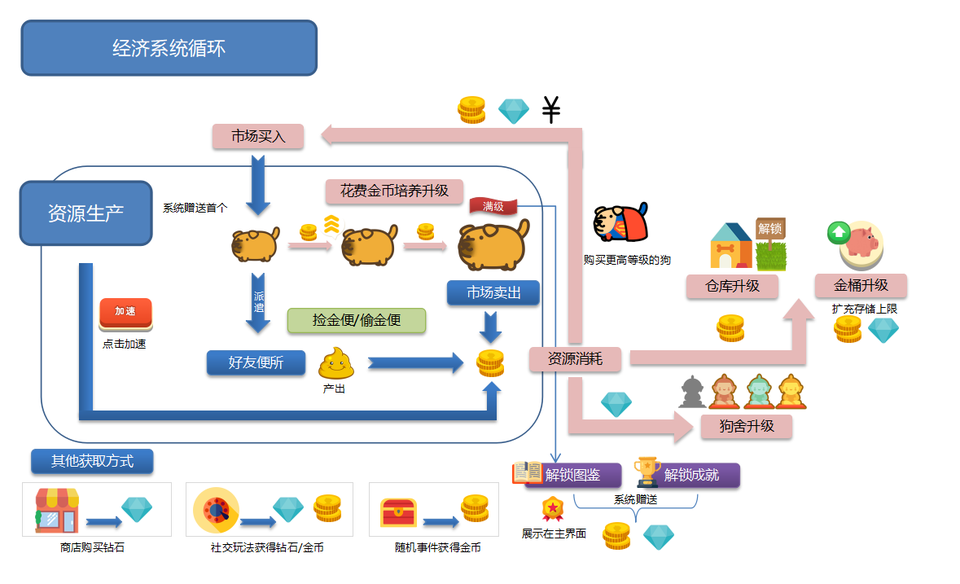 经济系统循环
¥
市场买入
资源生产
系统赠送首个
花费金币培养升级
满级
购买更高等级的狗
解锁
仓库升级
金桶升级
扩充存储上限
加速
点击加速
派遣
捡金便/偷金便
市场卖出
好友便所
产出
资源消耗
狗舍升级
其他获取方式
解锁图鉴
解锁成就
系统赠送
展示在主界面
商店购买钻石
社交玩法获得钻石/金币
随机事件获得金币